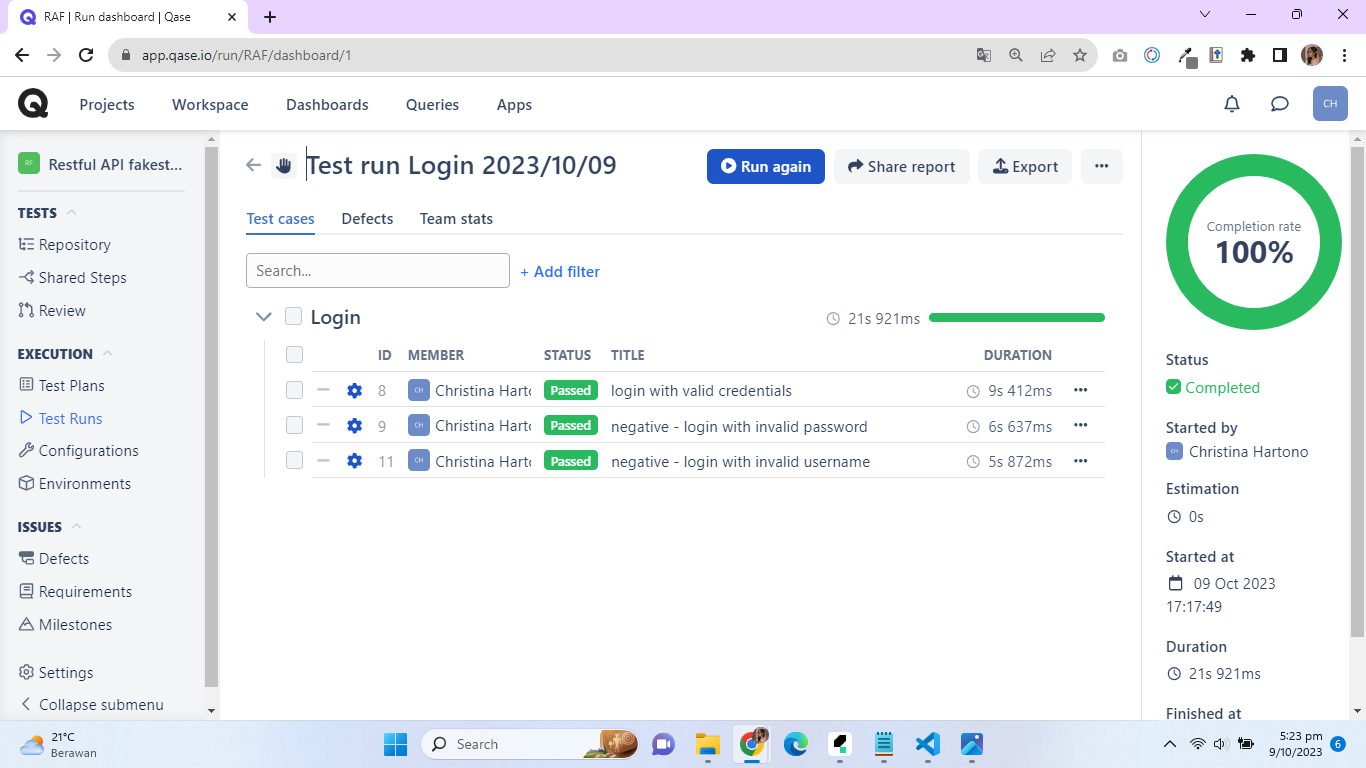 RAF | Run dashboard | Qase
app.qase.io/run/RAF/dashboard/1
Projects Workspace Dashboards Queries Apps CH
RF Restful API fakest...
TESTS
Repository
Shared Steps
Review
EXECUTION
Test Plans
Test Runs
Configurations
Environments
ISSUES
Defects
Requirements
Milestones
Settings
Collapse submenu
Test run Login 2023/10/09
Run again Share report Export
Test cases Defects Team stats
Search... + Add filter
Login 21s 921ms
ID MEMBER STATUS TITLE DURATION
8 CH Christina Harto Passed login with valid credentials 9s 412ms
9 CH Christina Harto Passed negative - login with invalid password 6s 637ms
11 CH Christina Harto Passed negative - login with invalid username 5s 872ms
Completion rate
100%
Status
Completed
Started by
CH Christina Hartono
Estimation
0s
Started at
09 Oct 2023
17:17:49
Duration
21s 921ms
Finished at
21°C
Berawan
Search
5:23 pm
9/10/2023
6